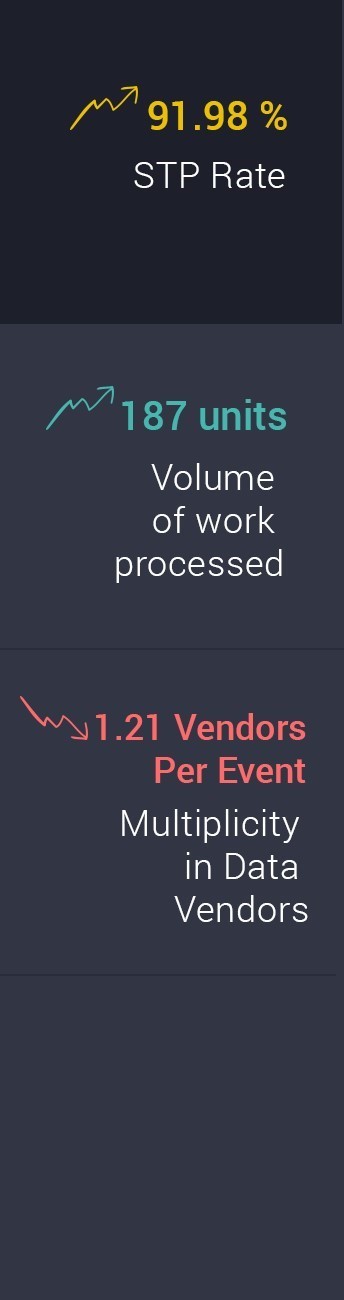 91.98 %
STP Rate
187 units
Volume
of work
processed
1.21 Vendors
Per Event
Multiplicity
in Data
Vendors